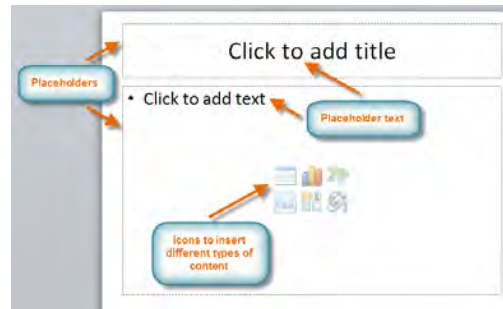 Click to add title
Placeholders
• Click to add text
Placeholder text
Icons to insert
different types of
content